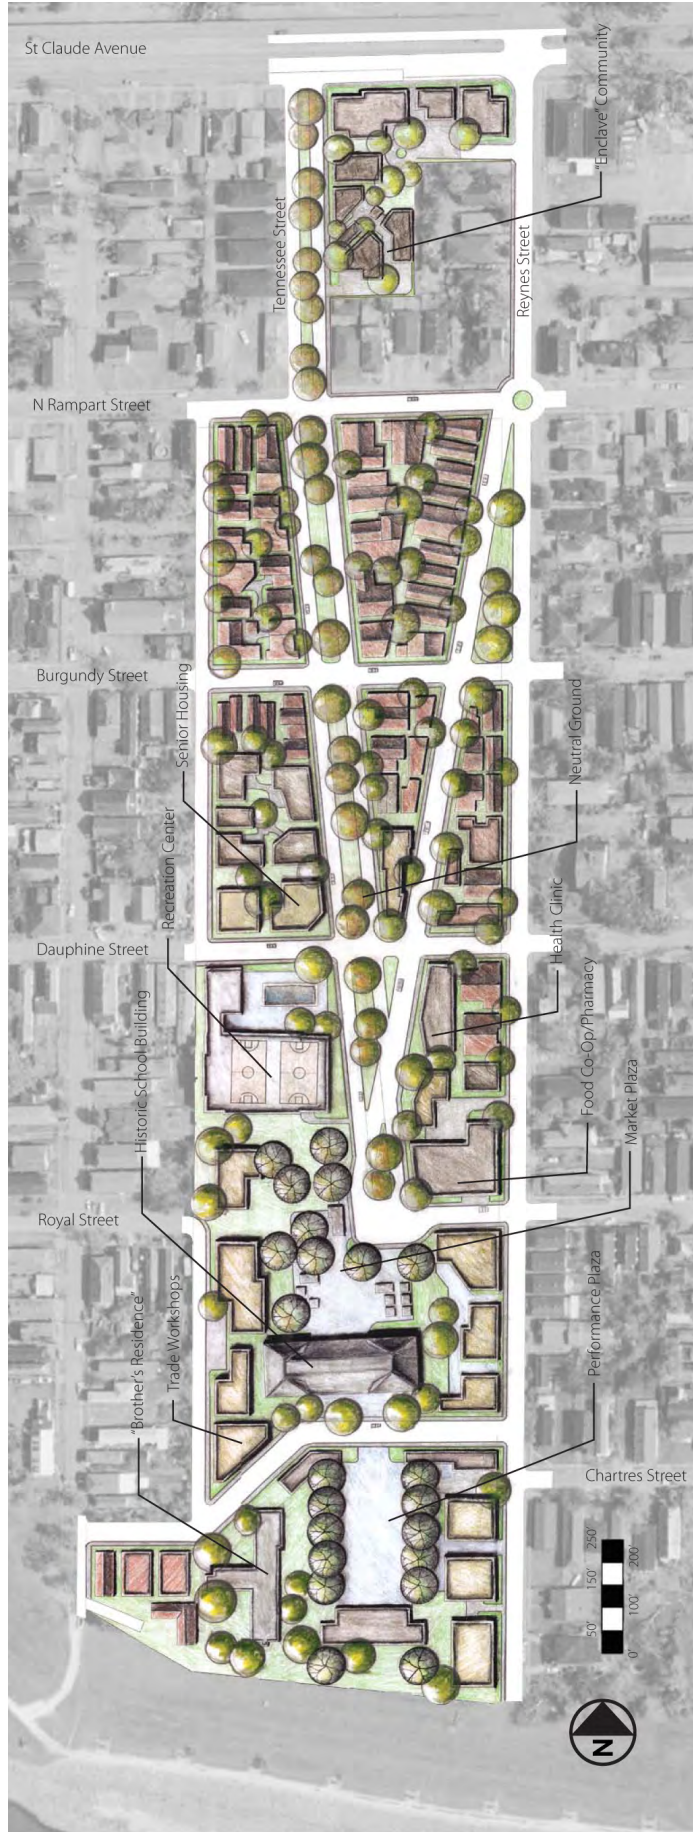 St Claude Avenue
"Enclave" Community
Tennessee Street
Reynes Street
N Rampart Street
Burgundy Street
Senior Housing
Neutral Ground
Recreation Center
Dauphine Street
Health Clinic
Historic School Building
Food Co-Op/Pharmacy
Market Plaza
Royal Street
Trade Workshops
"Brother's Residence"
Performance Plaza
Chartres Street
50' 150' 250'
0' 100' 200'
N